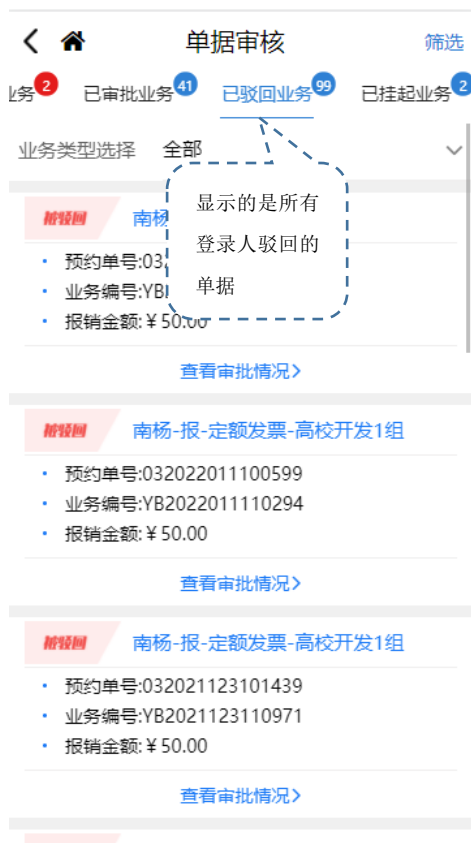 单据审核
筛选
业务 2
已审批业务 41
已驳回业务 99
已挂起业务 2
业务类型选择 全部
显示的是所有
登录人驳回的
单据
被驳回 南杨
预约单号:03
业务编号:YB
报销金额:￥50.00
查看审批情况>
被驳回 南杨-报-定额发票-高校开发1组
预约单号:032022011100599
业务编号:YB2022011110294
报销金额:￥50.00
查看审批情况>
被驳回 南杨-报-定额发票-高校开发1组
预约单号:032021123101439
业务编号:YB2021123110971
报销金额:￥50.00
查看审批情况>